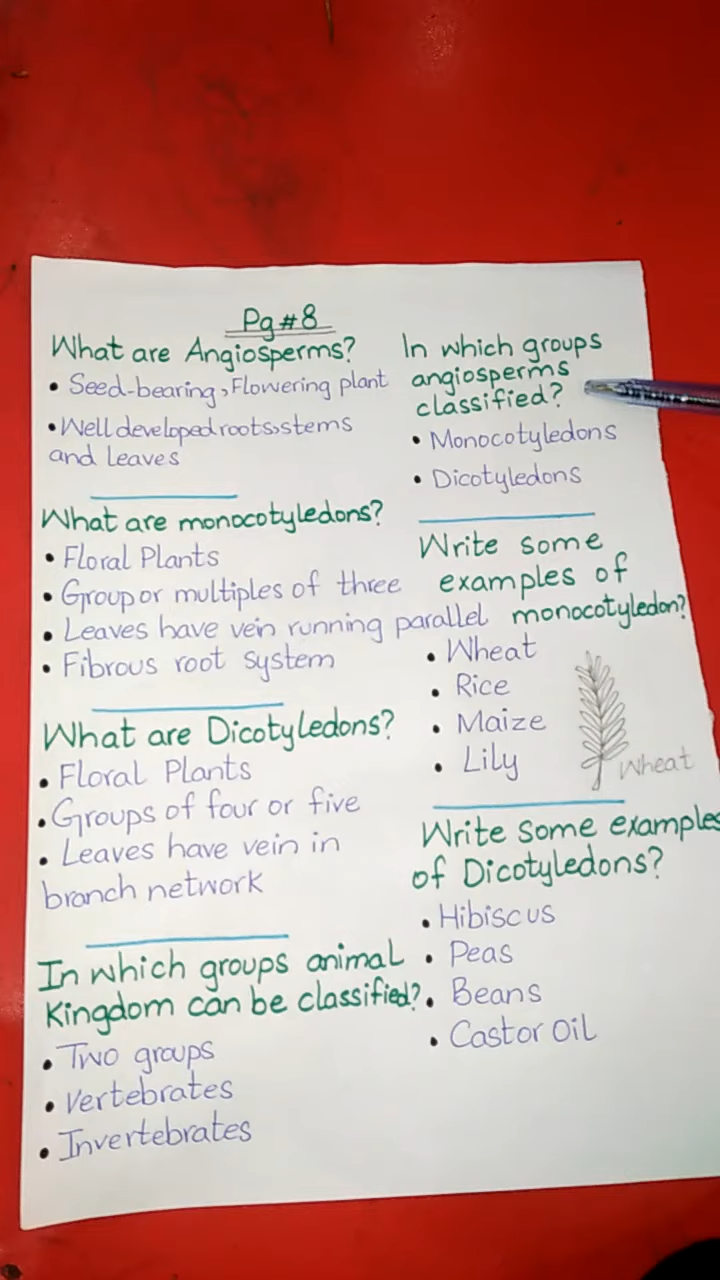 Pg#8
What are Angiosperms?
• Seed-bearing, Flowering plant
• Well developed roots, stems
and leaves
What are monocotyledons?
• Floral Plants
• Group or multiples of three
• Leaves have vein running parallel
• Fibrous root system
What are Dicotyledons?
• Floral Plants
• Groups of four or five
• Leaves have vein in
branch network
In which groups animal
Kingdom can be classified?
• Two groups
• Vertebrates
• Invertebrates
In which groups
angiosperms
classified?
• Monocotyledons
• Dicotyledons
Write some
examples of
monocotyledon?
• Wheat
• Rice
• Maize
• Lily
Wheat
Write some examples
of Dicotyledons?
• Hibiscus
• Peas
• Beans
• Castor Oil